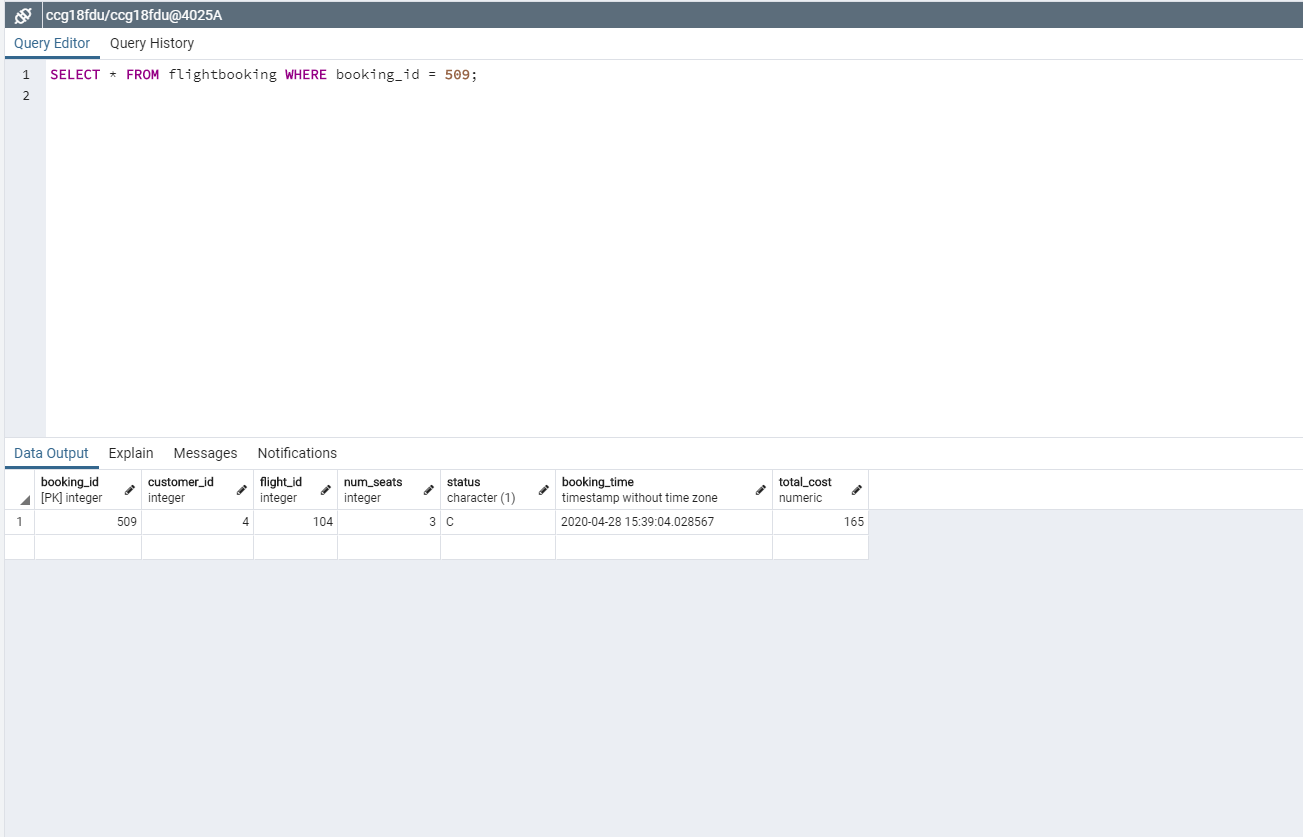 ccg18fdu/ccg18fdu@4025A
Query Editor Query History
1 SELECT * FROM flightbooking WHERE booking_id = 509;
2
Data Output Explain Messages Notifications
booking_id customer_id flight_id num_seats status booking_time total_cost
[PK] integer integer integer integer character (1) timestamp without time zone numeric
1 509 4 104 3 C 2020-04-28 15:39:04.028567 165